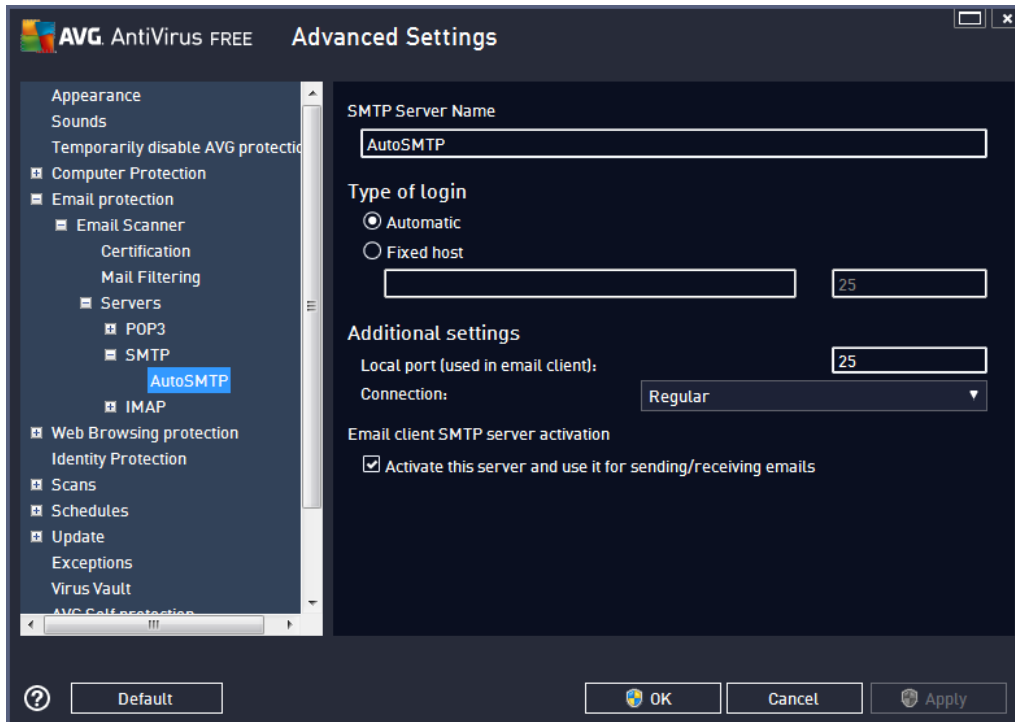 AVG. AntiVirus FREE Advanced Settings
Appearance
Sounds
Temporarily disable AVG protectio
Computer Protection
Email protection
Email Scanner
Certification
Mail Filtering
Servers
POP3
SMTP
AutoSMTP
IMAP
Web Browsing protection
Identity Protection
Scans
Schedules
Update
Exceptions
Virus Vault
AVG Self protection
SMTP Server Name
AutoSMTP
Type of login
Automatic
Fixed host
25
Additional settings
Local port (used in email client): 25
Connection: Regular
Email client SMTP server activation
Activate this server and use it for sending/receiving emails
? Default OK Cancel Apply